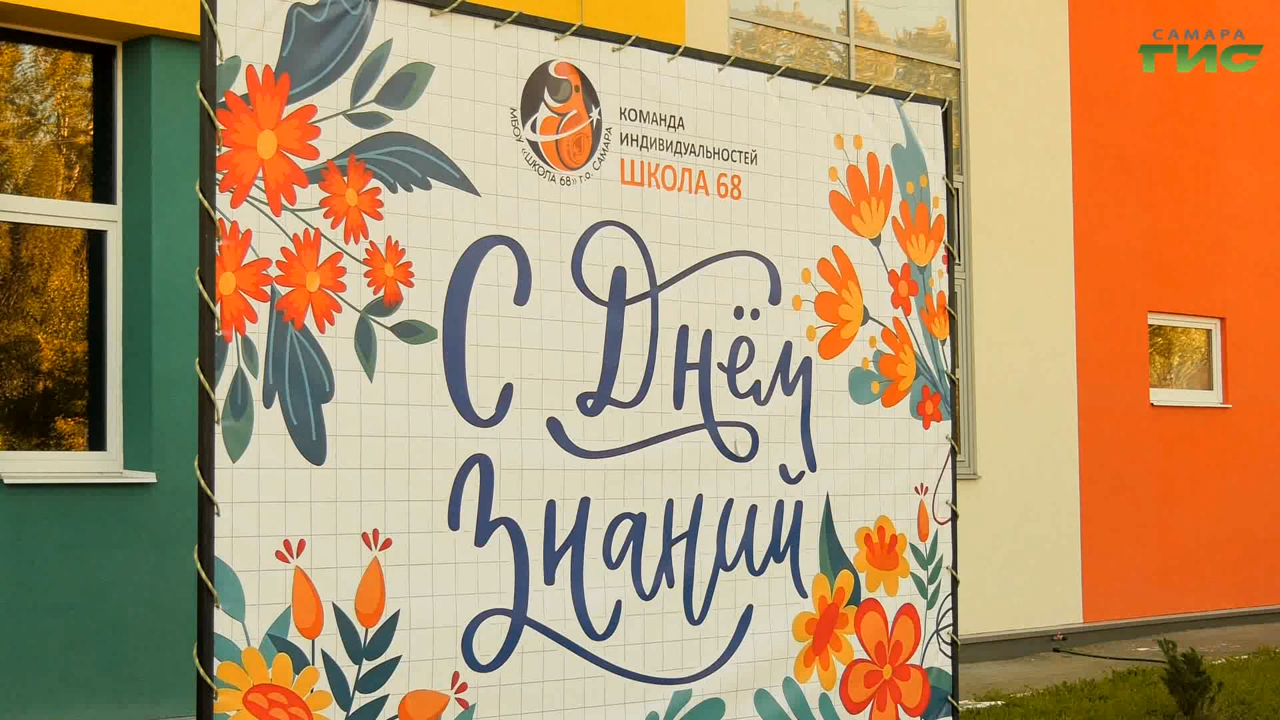 САМАРА
ГИС
КОМАНДА
ИНДИВИДУАЛЬНОСТЕЙ
ШКОЛА 68
МБОУ «ШКОЛА 68» г.о. САМАРА
С Днём
Знаний